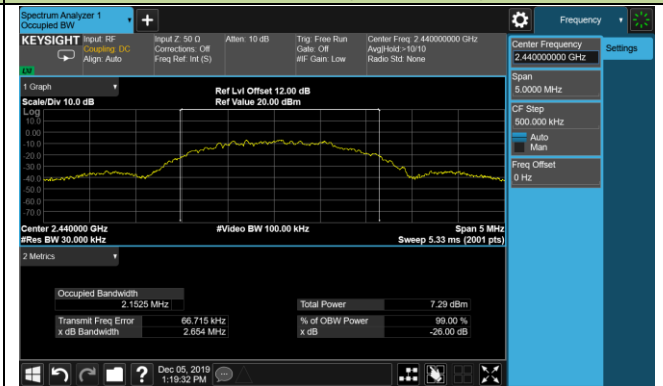 Spectrum Analyzer 1
Occupied BW
+
Frequency
KEYSIGHT
Input: RF
Coupling: DC
Align: Auto
Input Z: 50 Ω
Corrections: Off
Freq Ref: Int (S)
Atten: 10 dB
Trig: Free Run
Gate: Off
#IF Gain: Low
Center Freq: 2.440000000 GHz
Avg|Hold:>10/10
Radio Std: None
Center Frequency
2.440000000 GHz
Settings
Span
5.0000 MHz
CF Step
500.000 kHz
Auto
Man
Freq Offset
0 Hz
1 Graph
Scale/Div 10.0 dB
Ref Lvl Offset 12.00 dB
Ref Value 20.00 dBm
Log
10.0
0.00
-10.0
-20.0
-30.0
-40.0
-50.0
-60.0
-70.0
Center 2.440000 GHz
#Res BW 30.000 kHz
#Video BW 100.00 kHz
Span 5 MHz
Sweep 5.33 ms (2001 pts)
2 Metrics
Occupied Bandwidth
2.1525 MHz
Total Power 7.29 dBm
Transmit Freq Error 66.715 kHz
% of OBW Power 99.00 %
x dB Bandwidth 2.654 MHz
x dB -26.00 dB
?
Dec 05, 2019
1:19:32 PM